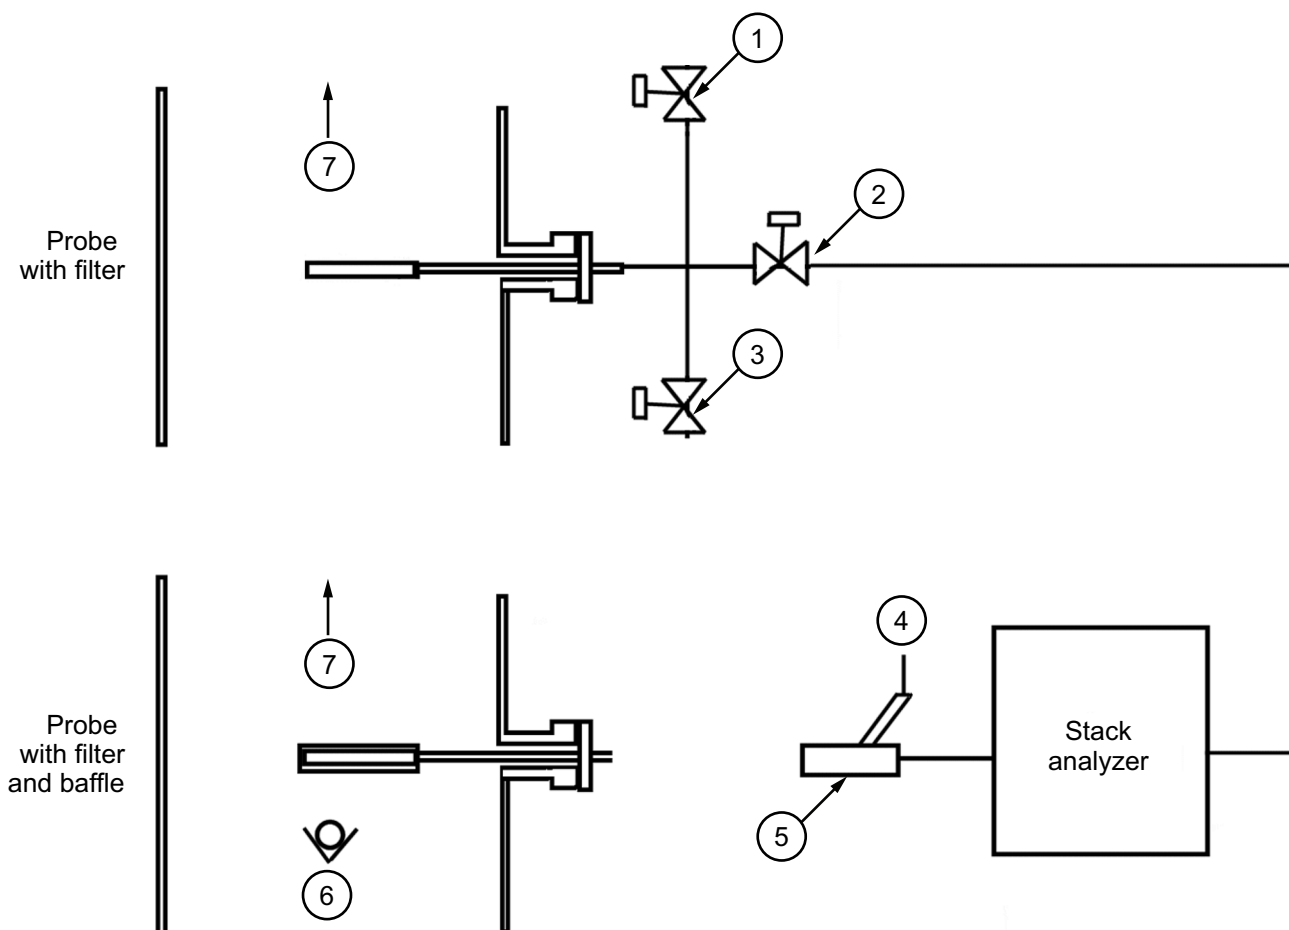 1
7
2
Probe
with filter
3
4
7
Probe
with filter
and baffle
Stack
analyzer
5
6